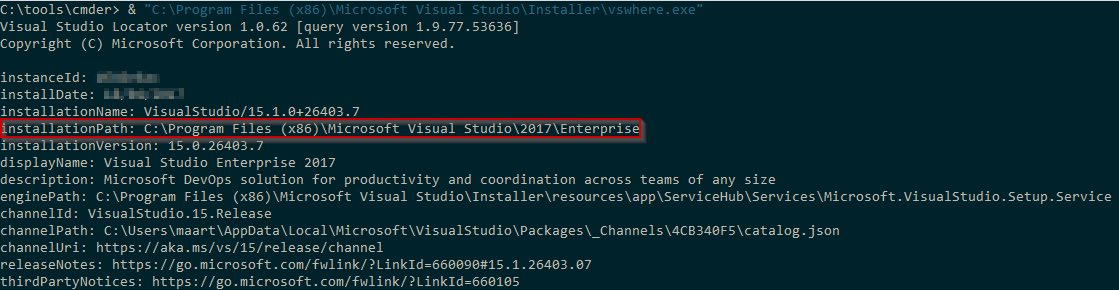 C:\tools\cmder> & "C:\Program Files (x86)\Microsoft Visual Studio\Installer\vswhere.exe"
Visual Studio Locator version 1.0.62 [query version 1.9.77.53636]
Copyright (C) Microsoft Corporation. All rights reserved.
instanceId:
installDate:
installationName: VisualStudio/15.1.0+26403.7
installationPath: C:\Program Files (x86)\Microsoft Visual Studio\2017\Enterprise
installationVersion: 15.0.26403.7
displayName: Visual Studio Enterprise 2017
description: Microsoft DevOps solution for productivity and coordination across teams of any size
enginePath: C:\Program Files (x86)\Microsoft Visual Studio\Installer\resources\app\ServiceHub\Services\Microsoft.VisualStudio.Setup.Service
channelId: VisualStudio.15.Release
channelPath: C:\Users\maart\AppData\Local\Microsoft\VisualStudio\Packages\_Channels\4CB340F5\catalog.json
channelUri: https://aka.ms/vs/15/release/channel
releaseNotes: https://go.microsoft.com/fwlink/?LinkId=660090#15.1.26403.07
thirdPartyNotices: https://go.microsoft.com/fwlink/?LinkId=660105